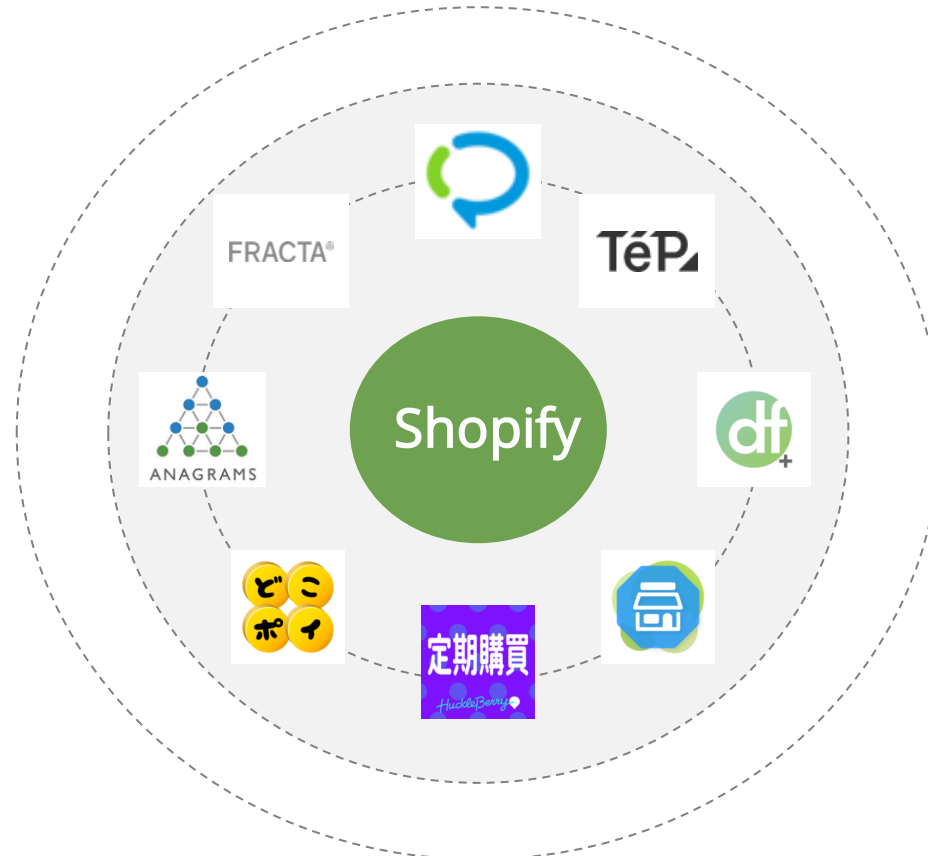 FRACTA®
TéP
Shopify
df+
ANAGRAMS
どこ
ポイ
定期購買
HuckleBerry